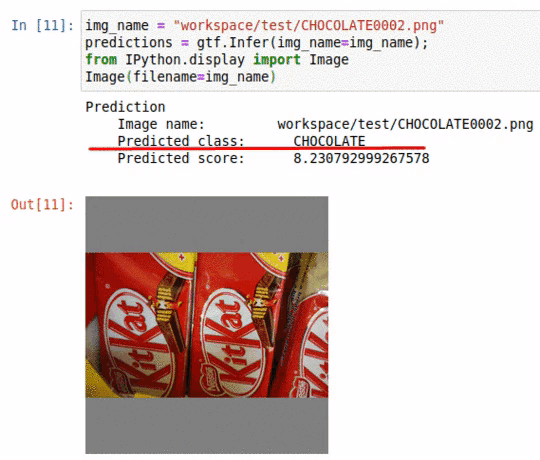 In [11]:
img_name = "workspace/test/CHOCOLATE0002.png"
predictions = gtf.Infer(img_name=img_name);
from IPython.display import Image
Image(filename=img_name)
Prediction
Image name: workspace/test/CHOCOLATE0002.png
Predicted class: CHOCOLATE
Predicted score: 8.230792999267578
Out[11]:
KitKat
KitKat
KitKat
Nestlé
Nestlé